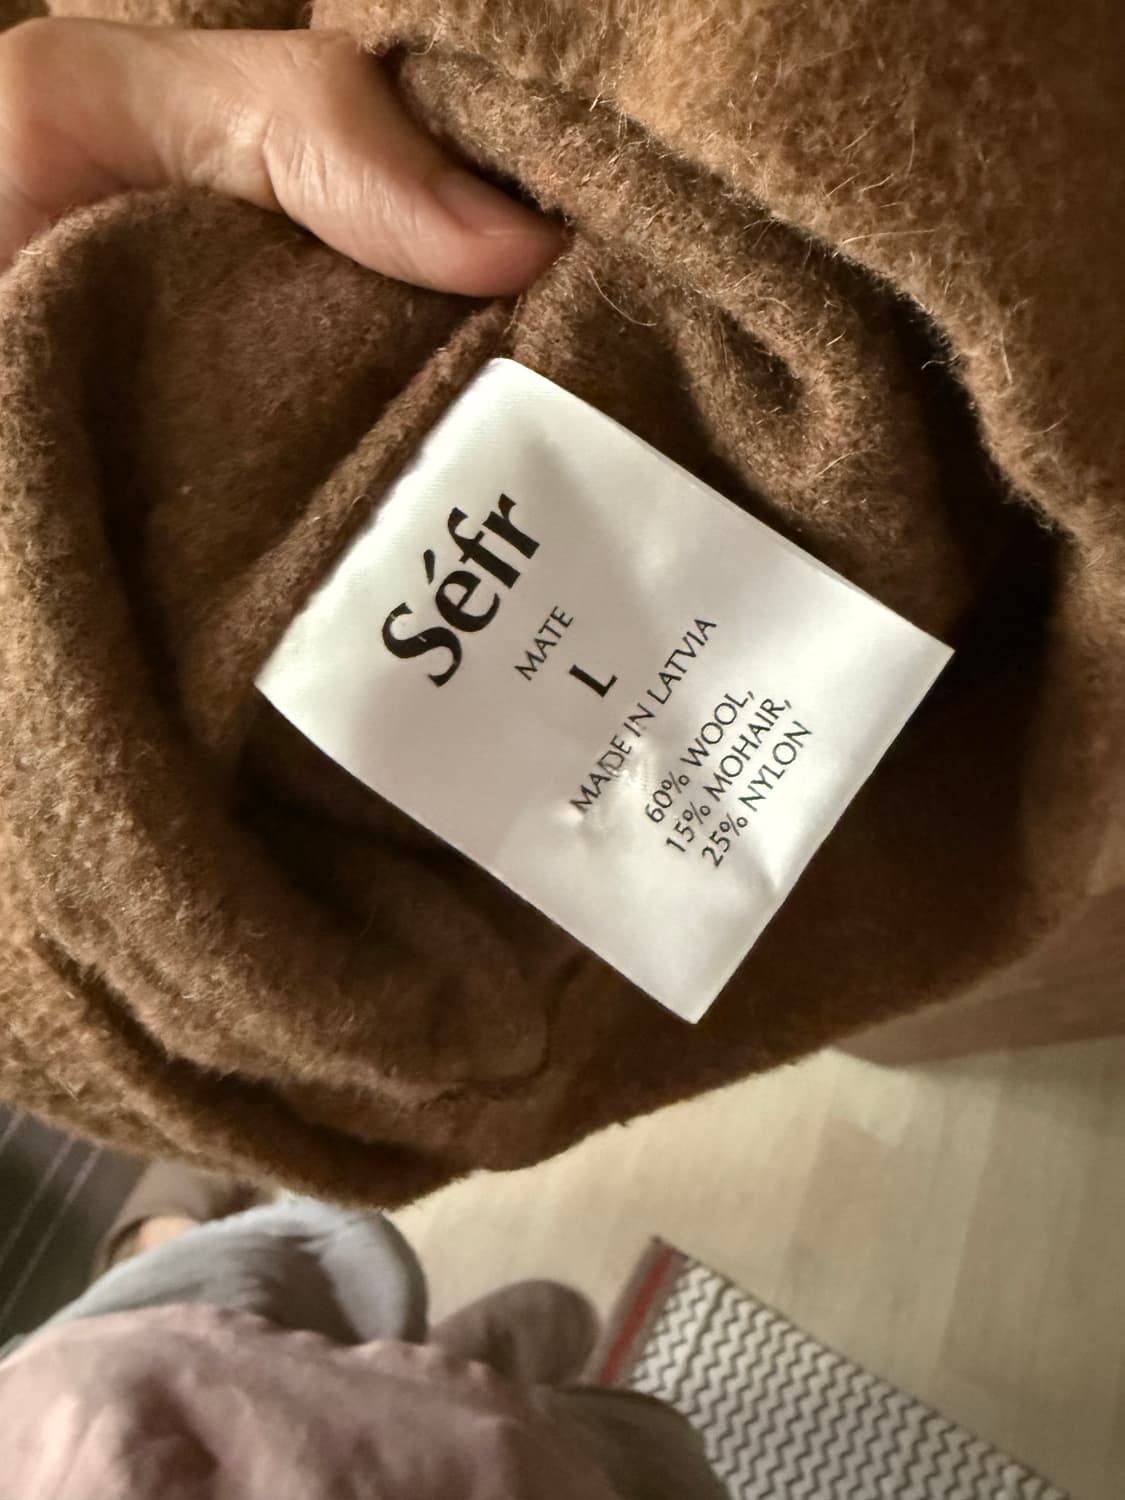 Séfr
MATE
L
MADE IN LATVIA
60% WOOL,
15% MOHAIR,
25% NYLON